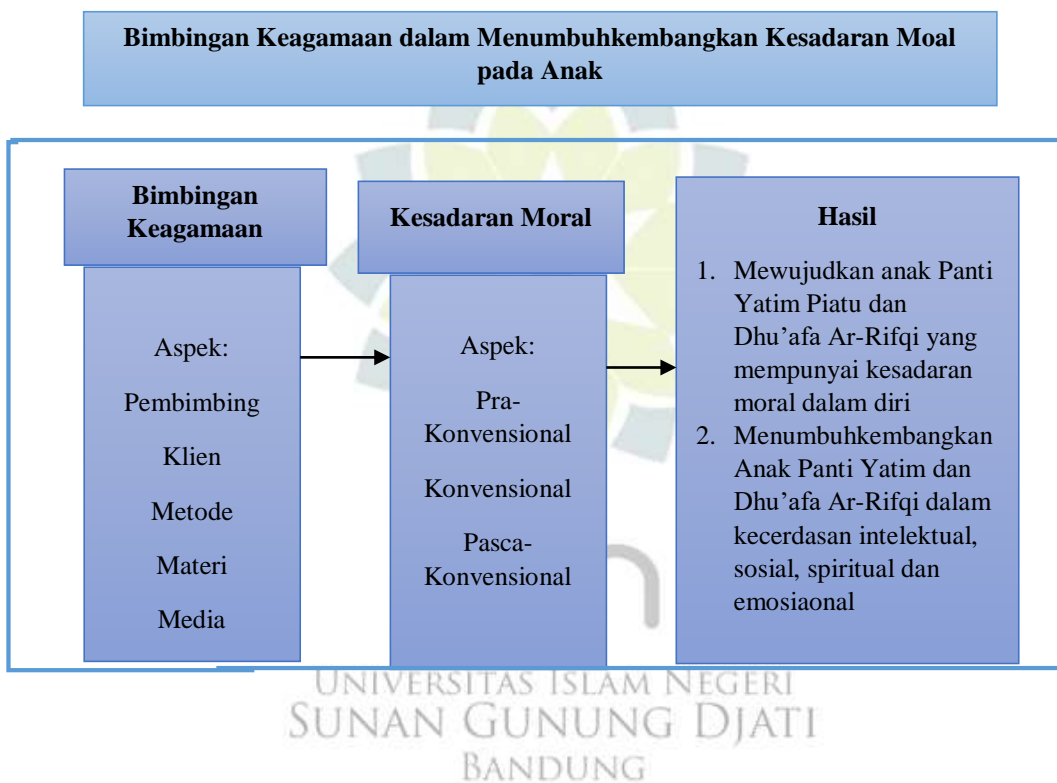 Bimbingan Keagamaan dalam Menumbuhkembangkan Kesadaran Moal
pada Anak
Bimbingan
Keagamaan
Aspek:
Pembimbing
Klien
Metode
Materi
Media
Kesadaran Moral
Aspek:
Pra-
Konvensional
Konvensional
Pasca-
Konvensional
Hasil
1. Mewujudkan anak Panti
Yatim Piatu dan
Dhu’afa Ar-Rifqi yang
mempunyai kesadaran
moral dalam diri
2. Menumbuhkembangkan
Anak Panti Yatim dan
Dhu’afa Ar-Rifqi dalam
kecerdasan intelektual,
sosial, spiritual dan
emosiaonal
UNIVERSITAS ISLAM NEGERI
SUNAN GUNUNG DJATI
BANDUNG